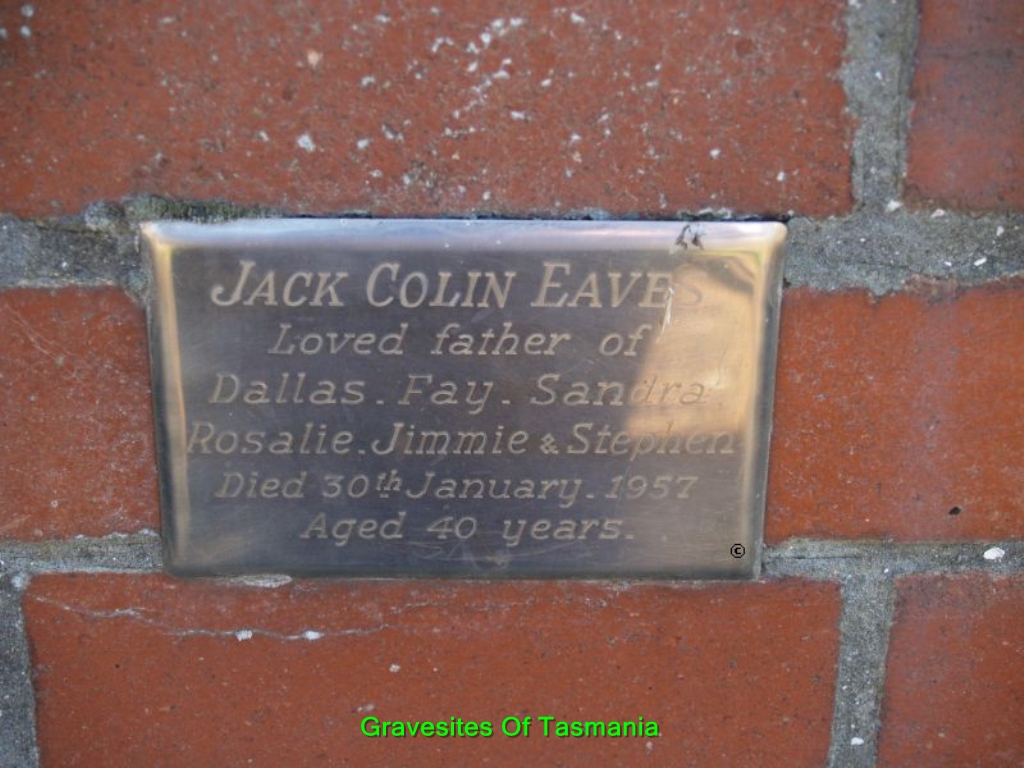 JACK COLIN EAVES
Loved father of
Dallas. Fay. Sandra
Rosalie. Jimmie & Stephen
Died 30th January. 1957
Aged 40 years.
©
Gravesites Of Tasmania